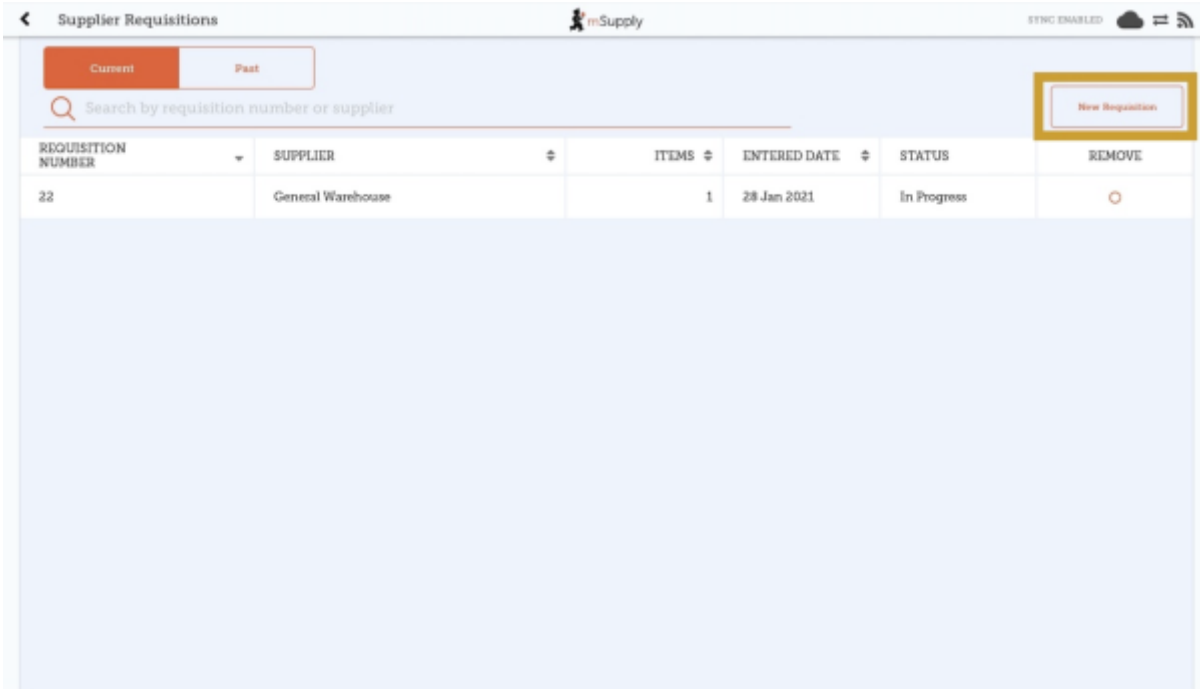 Supplier Requisitions
mSupply
SYNC ENABLED
Current
Past
Search by requisition number or supplier
New Requisition
REQUISITION
NUMBER
SUPPLIER
ITEMS
ENTERED DATE
STATUS
REMOVE
22
General Warehouse
1
28 Jan 2021
In Progress